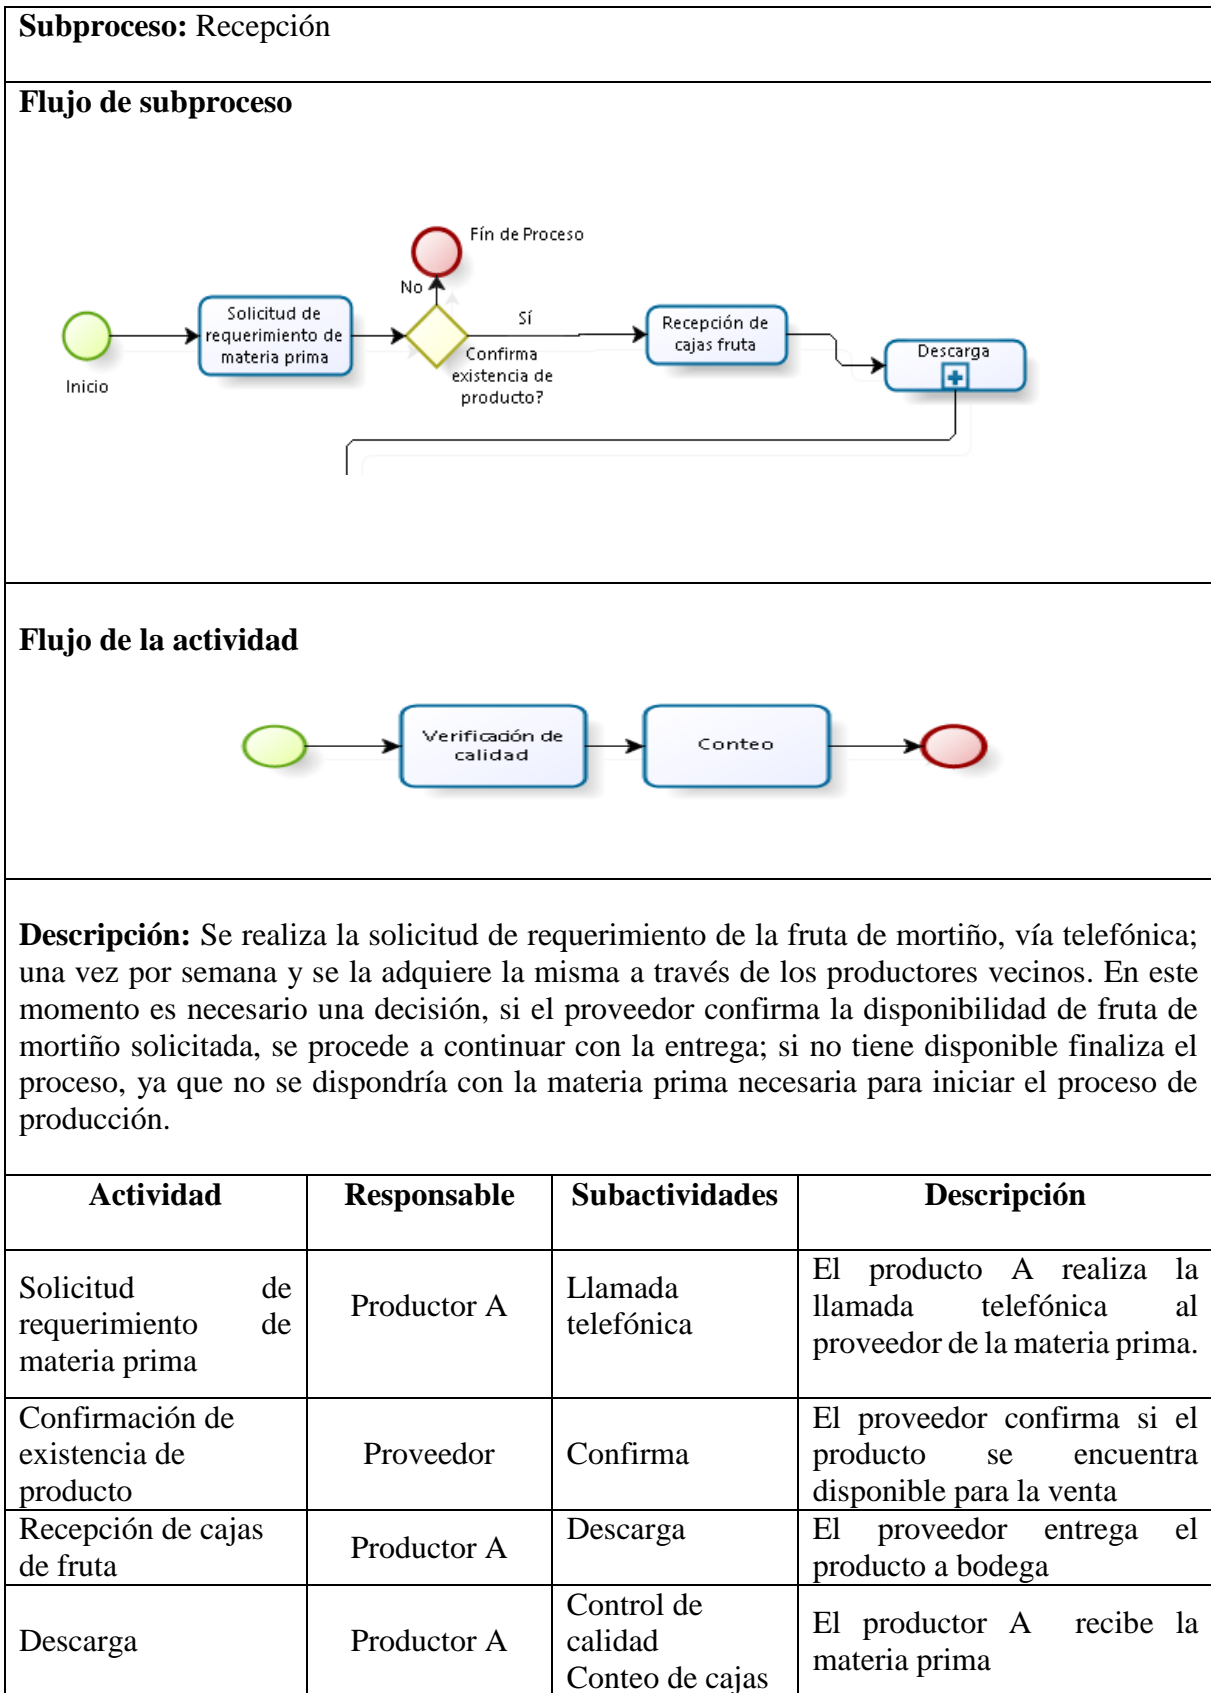 Subproceso: Recepción
Flujo de subproceso
Fín de Proceso
No
Solicitud de
requerimiento de
materia prima
Sí
Confirma
existencia de
producto?
Recepción de
cajas fruta
Descarga
Inicio
Flujo de la actividad
Verificación de
calidad
Conteo
Descripción: Se realiza la solicitud de requerimiento de la fruta de mortiño, vía telefónica;
una vez por semana y se la adquiere la misma a través de los productores vecinos. En este
momento es necesario una decisión, si el proveedor confirma la disponibilidad de fruta de
mortiño solicitada, se procede a continuar con la entrega; si no tiene disponible finaliza el
proceso, ya que no se dispondría con la materia prima necesaria para iniciar el proceso de
producción.
Actividad Responsable Subactividades Descripción
Solicitud de
requerimiento de
materia prima
Productor A
Llamada
telefónica
El producto A realiza la
llamada telefónica al
proveedor de la materia prima.
Confirmación de
existencia de
producto
Proveedor
Confirma
El proveedor confirma si el
producto se encuentra
disponible para la venta
Recepción de cajas
de fruta
Productor A
Descarga
El proveedor entrega el
producto a bodega
Descarga
Productor A
Control de
calidad
Conteo de cajas
El productor A recibe la
materia prima